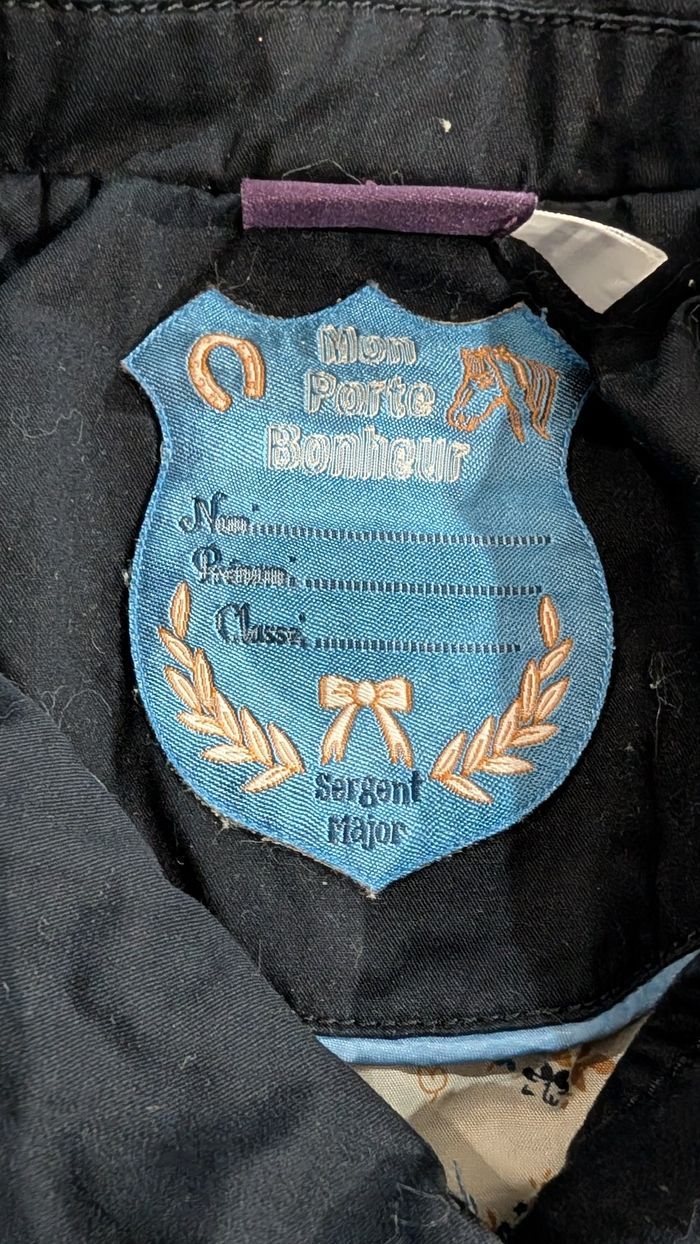 Mon
Porte
Bonheur
Nom:..............................
Prénom:..............................
Classe:..............................
Sergent
Major